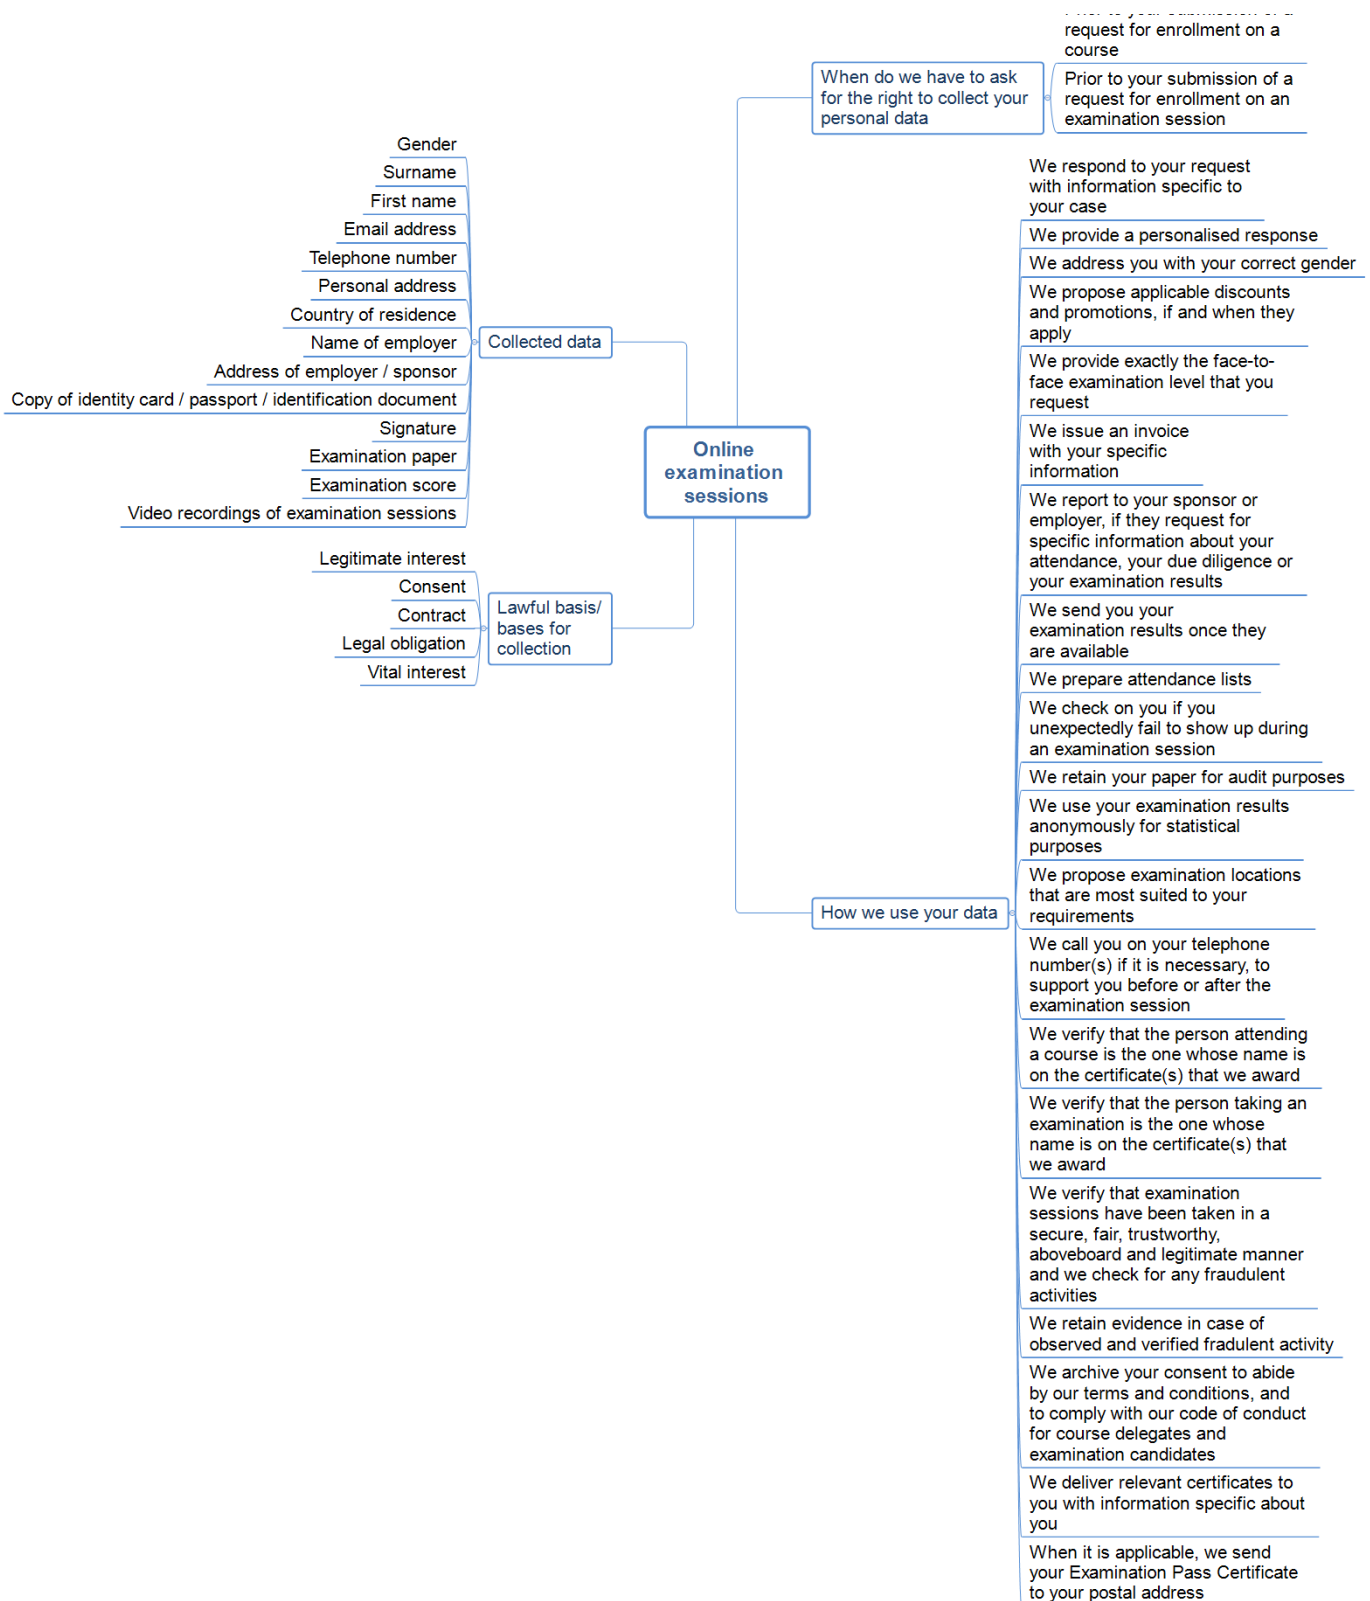 request for enrollment on a
course
When do we have to ask
for the right to collect your
personal data
Prior to your submission of a
request for enrollment on an
examination session
Gender
Surname
First name
Email address
Telephone number
Personal address
Country of residence
Name of employer
Address of employer / sponsor
Copy of identity card / passport / identification document
Signature
Examination paper
Examination score
Video recordings of examination sessions
Collected data
Online
examination
sessions
Legitimate interest
Consent
Contract
Legal obligation
Vital interest
Lawful basis/
bases for
collection
How we use your data
We respond to your request
with information specific to
your case
We provide a personalised response
We address you with your correct gender
We propose applicable discounts
and promotions, if and when they
apply
We provide exactly the face-to-
face examination level that you
request
We issue an invoice
with your specific
information
We report to your sponsor or
employer, if they request for
specific information about your
attendance, your due diligence or
your examination results
We send you your
examination results once they
are available
We prepare attendance lists
We check on you if you
unexpectedly fail to show up during
an examination session
We retain your paper for audit purposes
We use your examination results
anonymously for statistical
purposes
We propose examination locations
that are most suited to your
requirements
We call you on your telephone
number(s) if it is necessary, to
support you before or after the
examination session
We verify that the person attending
a course is the one whose name is
on the certificate(s) that we award
We verify that the person taking an
examination is the one whose
name is on the certificate(s) that
we award
We verify that examination
sessions have been taken in a
secure, fair, trustworthy,
aboveboard and legitimate manner
and we check for any fraudulent
activities
We retain evidence in case of
observed and verified fradulent activity
We archive your consent to abide
by our terms and conditions, and
to comply with our code of conduct
for course delegates and
examination candidates
We deliver relevant certificates to
you with information specific about
you
When it is applicable, we send
your Examination Pass Certificate
to your postal address